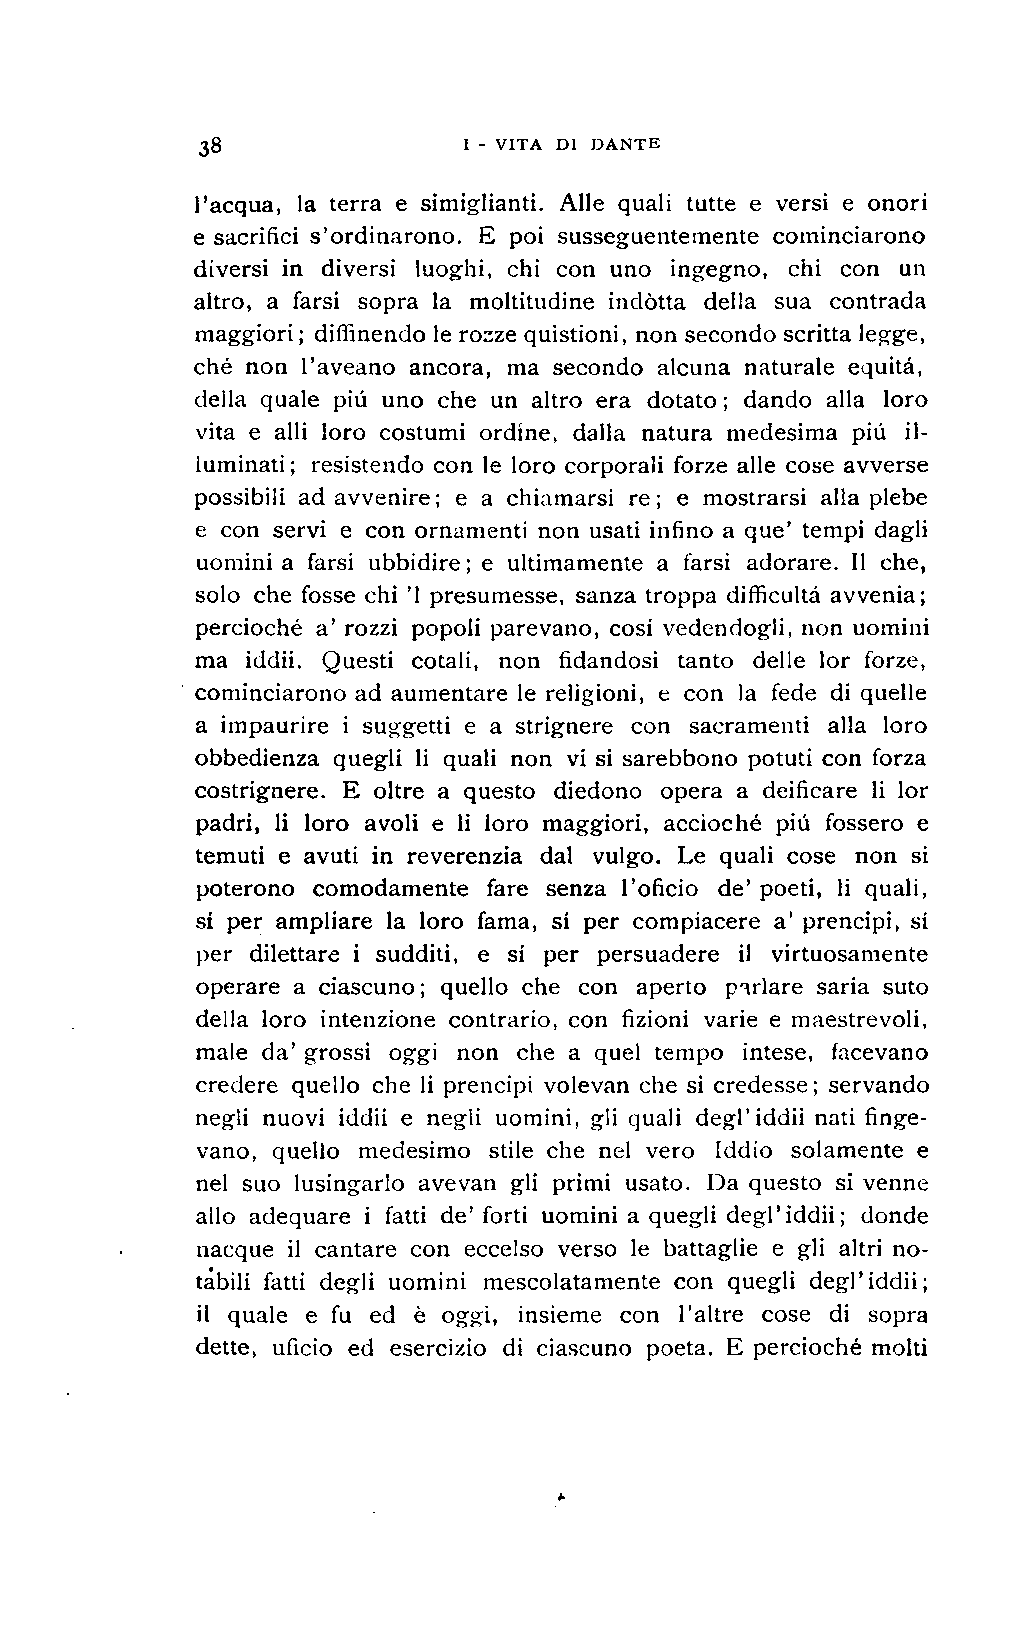 38 I - VITA DI DANTE
l'acqua, la terra e simiglianti. Alle quali tutte e versi e onori
e sacrifici s'ordinarono. E poi susseguentemente cominciarono
diversi in diversi luoghi, chi con uno ingegno, chi con un
altro, a farsi sopra la moltitudine indòtta della sua contrada
maggiori; diffinendo le rozze quistioni, non secondo scritta legge,
ché non l'aveano ancora, ma secondo alcuna naturale equitá,
della quale piú uno che un altro era dotato; dando alla loro
vita e alli loro costumi ordine, dalla natura medesima piú il-
luminati; resistendo con le loro corporali forze alle cose avverse
possibili ad avvenire; e a chiamarsi re; e mostrarsi alla plebe
e con servi e con ornamenti non usati infino a que' tempi dagli
uomini a farsi ubbidire; e ultimamente a farsi adorare. Il che,
solo che fosse chi 'l presumesse, sanza troppa difficultá avvenia;
percioché a' rozzi popoli parevano, cosí vedendogli, non uomini
ma iddii. Questi cotali, non fidandosi tanto delle lor forze,
cominciarono ad aumentare le religioni, e con la fede di quelle
a impaurire i suggetti e a strignere con sacramenti alla loro
obbedienza quegli li quali non vi si sarebbono potuti con forza
costrignere. E oltre a questo diedono opera a deificare li lor
padri, li loro avoli e li loro maggiori, accioché piú fossero e
temuti e avuti in reverenzia dal vulgo. Le quali cose non si
poterono comodamente fare senza l'oficio de' poeti, li quali,
sí per ampliare la loro fama, sí per compiacere a' prencipi, sí
per dilettare i sudditi, e sí per persuadere il virtuosamente
operare a ciascuno; quello che con aperto parlare saria suto
della loro intenzione contrario, con fizioni varie e maestrevoli,
male da' grossi oggi non che a quel tempo intese, facevano
credere quello che li prencipi volevan che si credesse; servando
negli nuovi iddii e negli uomini, gli quali degl'iddii nati finge-
vano, quello medesimo stile che nel vero Iddio solamente e
nel suo lusingarlo avevan gli primi usato. Da questo si venne
allo adequare i fatti de' forti uomini a quegli degl'iddii; donde
nacque il cantare con eccelso verso le battaglie e gli altri no-
tabili fatti degli uomini mescolatamente con quegli degl'iddii;
il quale e fu ed è oggi, insieme con l'altre cose di sopra
dette, uficio ed esercizio di ciascuno poeta. E percioché molti